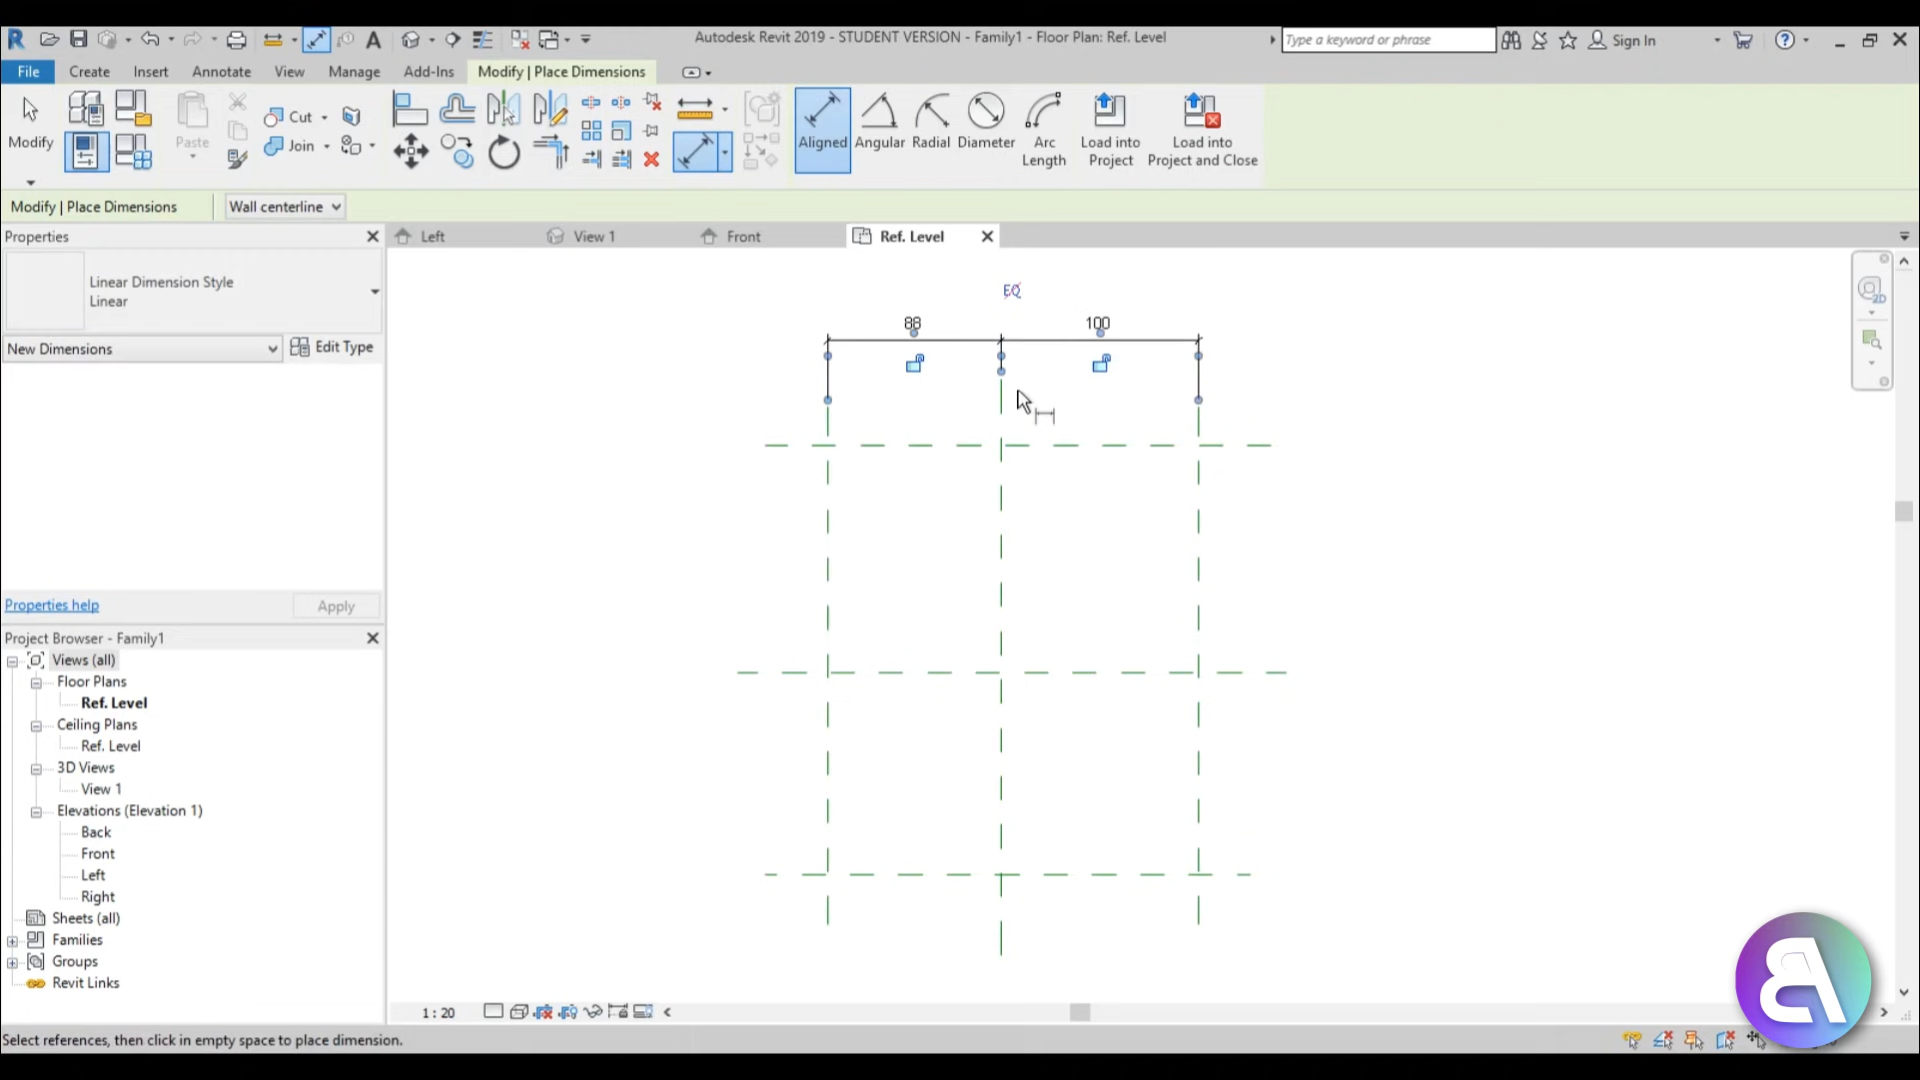 Autodesk Revit 2019 - STUDENT VERSION - Family1 - Floor Plan: Ref. Level
Type a keyword or phrase
Sign In
File
Create
Insert
Annotate
View
Manage
Add-Ins
Modify | Place Dimensions
Modify
Paste
Cut
Join
Aligned
Angular
Radial
Diameter
Arc
Length
Load into
Project
Load into
Project and Close
Modify | Place Dimensions
Wall centerline
Properties
Left
View 1
Front
Ref. Level
Linear Dimension Style
Linear
New Dimensions
Edit Type
2D
EQ
88
100
Properties help
Apply
Project Browser - Family1
Views (all)
Floor Plans
Ref. Level
Ceiling Plans
Ref. Level
3D Views
View 1
Elevations (Elevation 1)
Back
Front
Left
Right
Sheets (all)
Families
Groups
Revit Links
1 : 20
Select references, then click in empty space to place dimension.